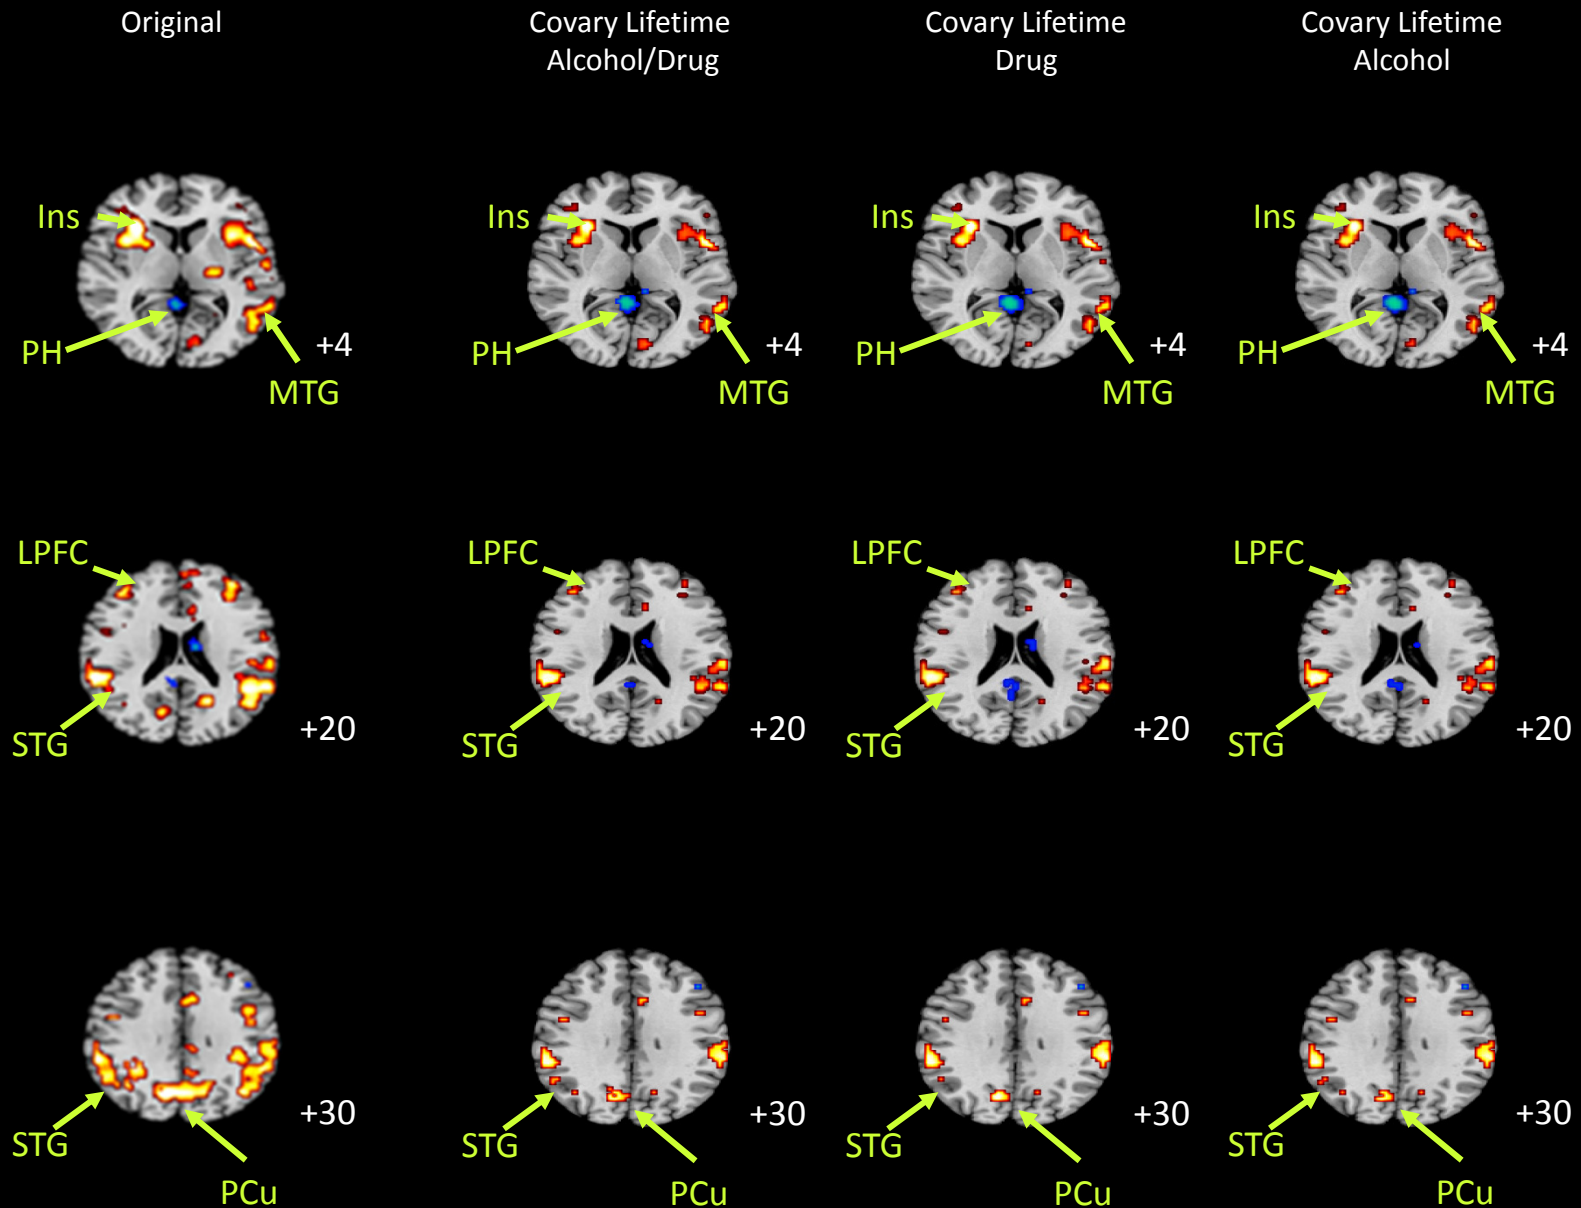 Original
Covary Lifetime
Alcohol/Drug
Covary Lifetime
Drug
Covary Lifetime
Alcohol
Ins
PH
+4
MTG
Ins
PH
+4
MTG
Ins
PH
+4
MTG
Ins
PH
+4
MTG
LPFC
STG
+20
LPFC
STG
+20
LPFC
STG
+20
LPFC
STG
+20
STG
+30
PCu
STG
+30
PCu
STG
+30
PCu
STG
+30
PCu